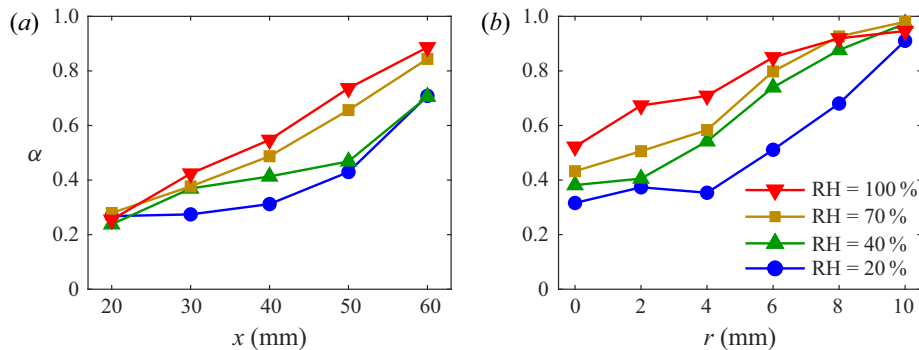 (a)
1.0
0.8
0.6
0.4
0.2
0
α
20
30
40
50
60
x (mm)
(b)
1.0
0.8
0.6
0.4
0.2
0
RH = 100 %
RH = 70 %
RH = 40 %
RH = 20 %
0
2
4
6
8
10
r (mm)